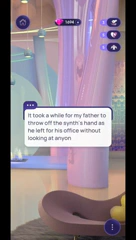 It took a while for my father to
throw off the synth's hand as
he left for his office without
looking at anyon